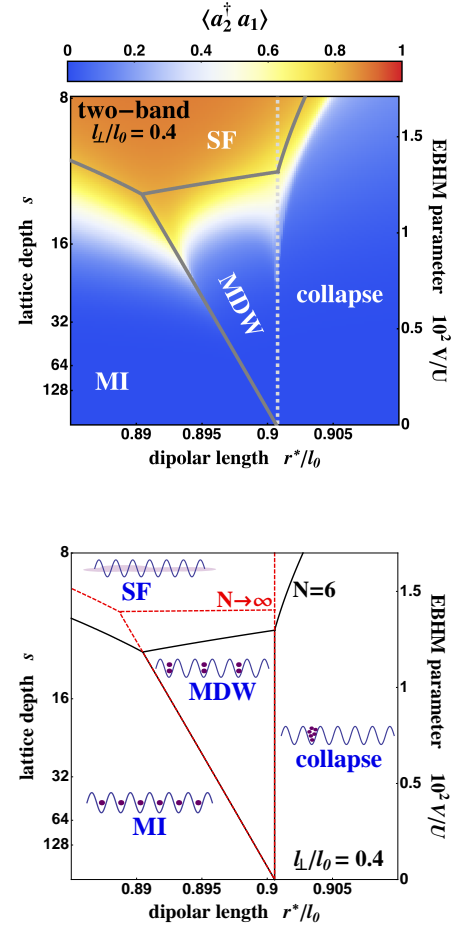 ⟨a₂† a₁⟩
0 0.2 0.4 0.6 0.8 1
two−band
l⊥/l₀ = 0.4
SF
MDW
collapse
MI
8
16
32
64
128
lattice depth s
0.89 0.895 0.9 0.905
dipolar length r*/l₀
1.5
1
0.5
0
EBHM parameter 10² V/U
SF
N→∞
N=6
MDW
collapse
MI
l⊥/l₀ = 0.4
8
16
32
64
128
lattice depth s
0.89 0.895 0.9 0.905
dipolar length r*/l₀
1.5
1
0.5
0
EBHM parameter 10² V/U